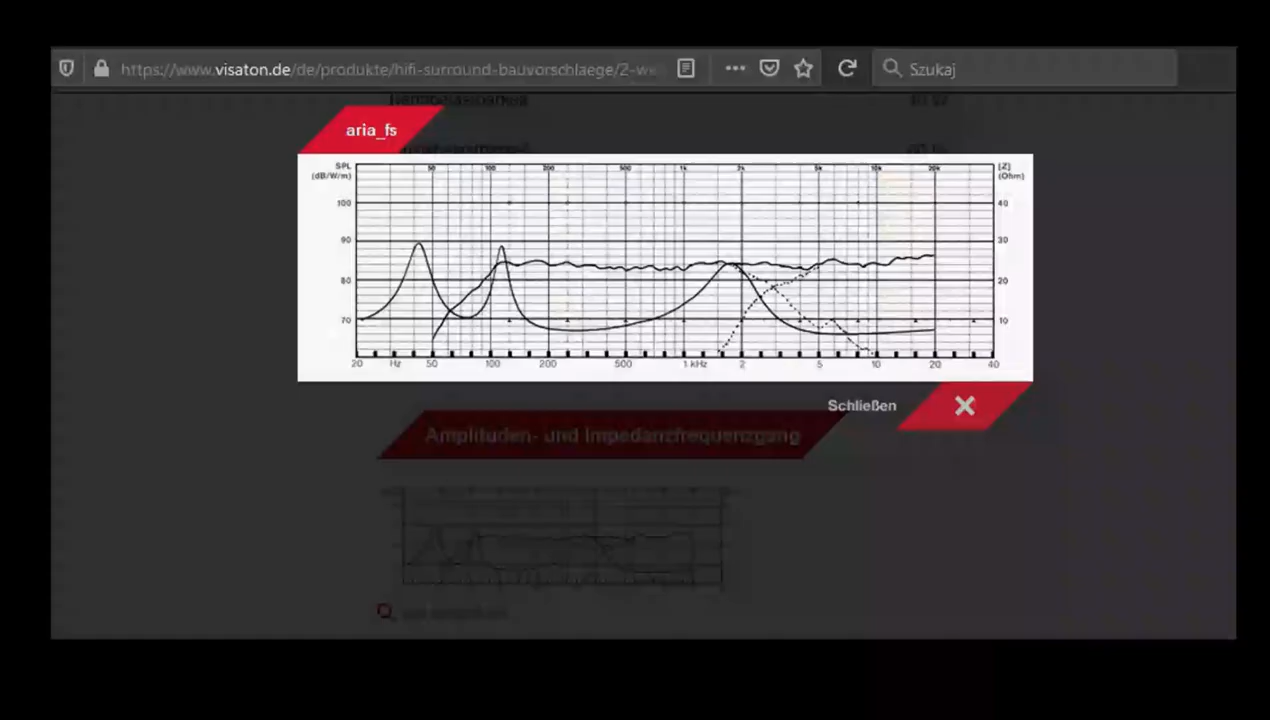 https://www.visaton.de/de/produkte/hifi-surround-bauvorschlaege/2-we
Szukaj
aria_fs
SPL [Z]
(dB/W/m) 50 100 200 500 1k 2k 5k 10k 20k (Ohm)
100 40
90 30
80 20
70 10
20 Hz 50 100 200 500 1 kHz 2 5 10 20 40
Schließen
Amplituden- und Impedanzfrequenzgang